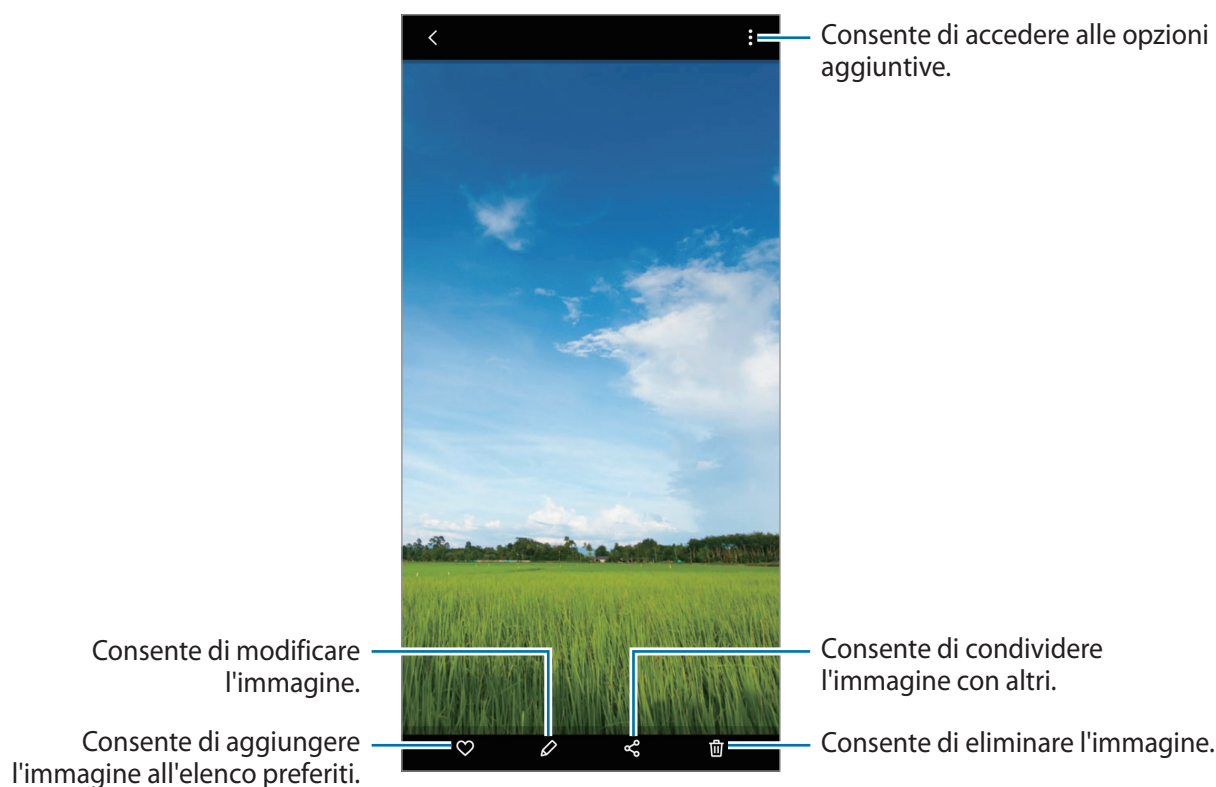 Consente di accedere alle opzioni
aggiuntive.
Consente di modificare
l'immagine.
Consente di condividere
l'immagine con altri.
Consente di aggiungere
l'immagine all'elenco preferiti.
Consente di eliminare l'immagine.